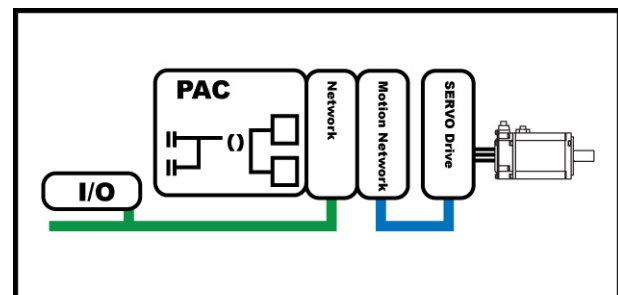 PAC
Network
Motion Network
SERVO Drive
( )
I/O